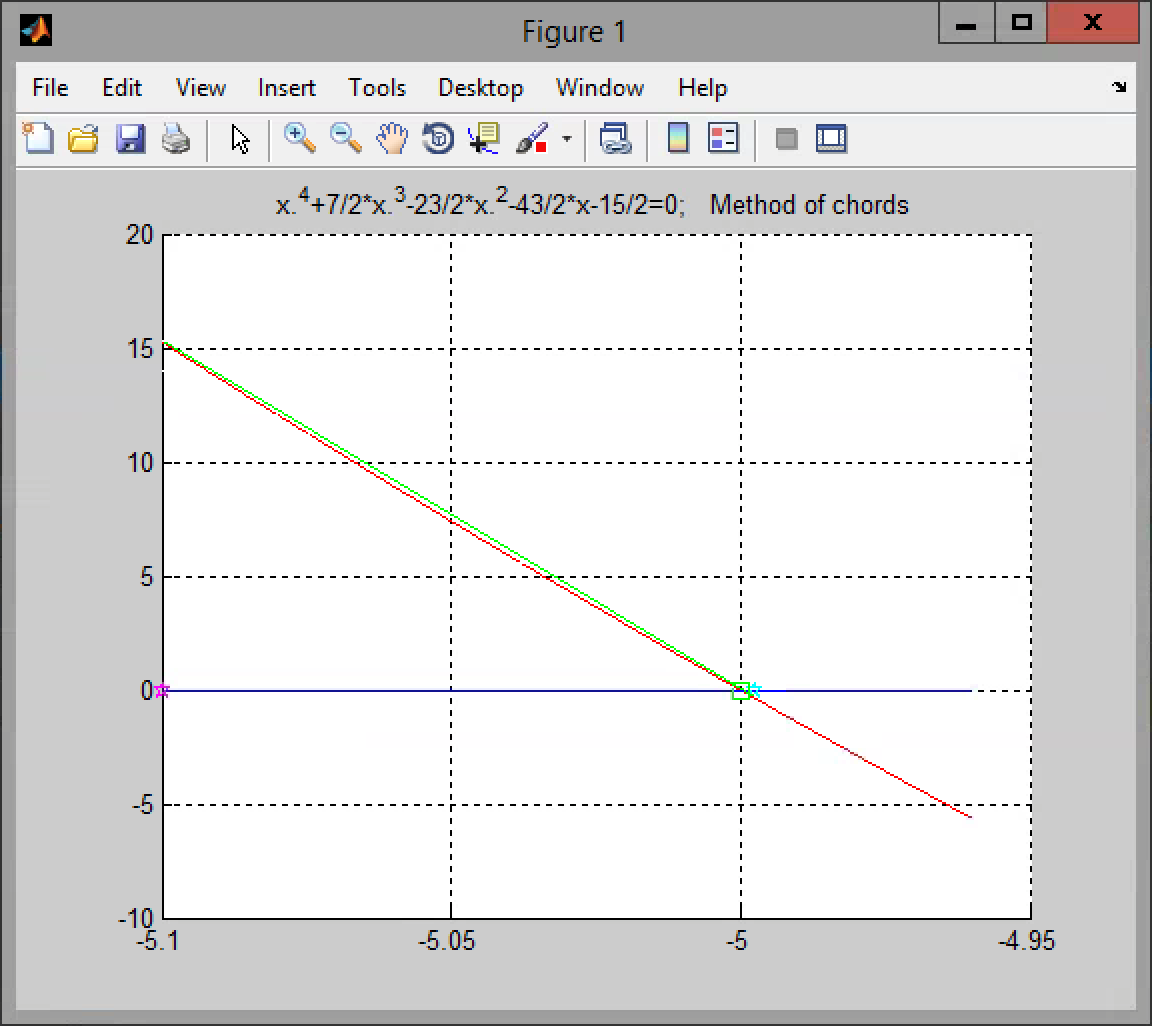 Figure 1
File Edit View Insert Tools Desktop Window Help
x.^4+7/2*x.^3-23/2*x.^2-43/2*x-15/2=0; Method of chords
20
15
10
5
0
-5
-10
-5.1 -5.05 -5 -4.95